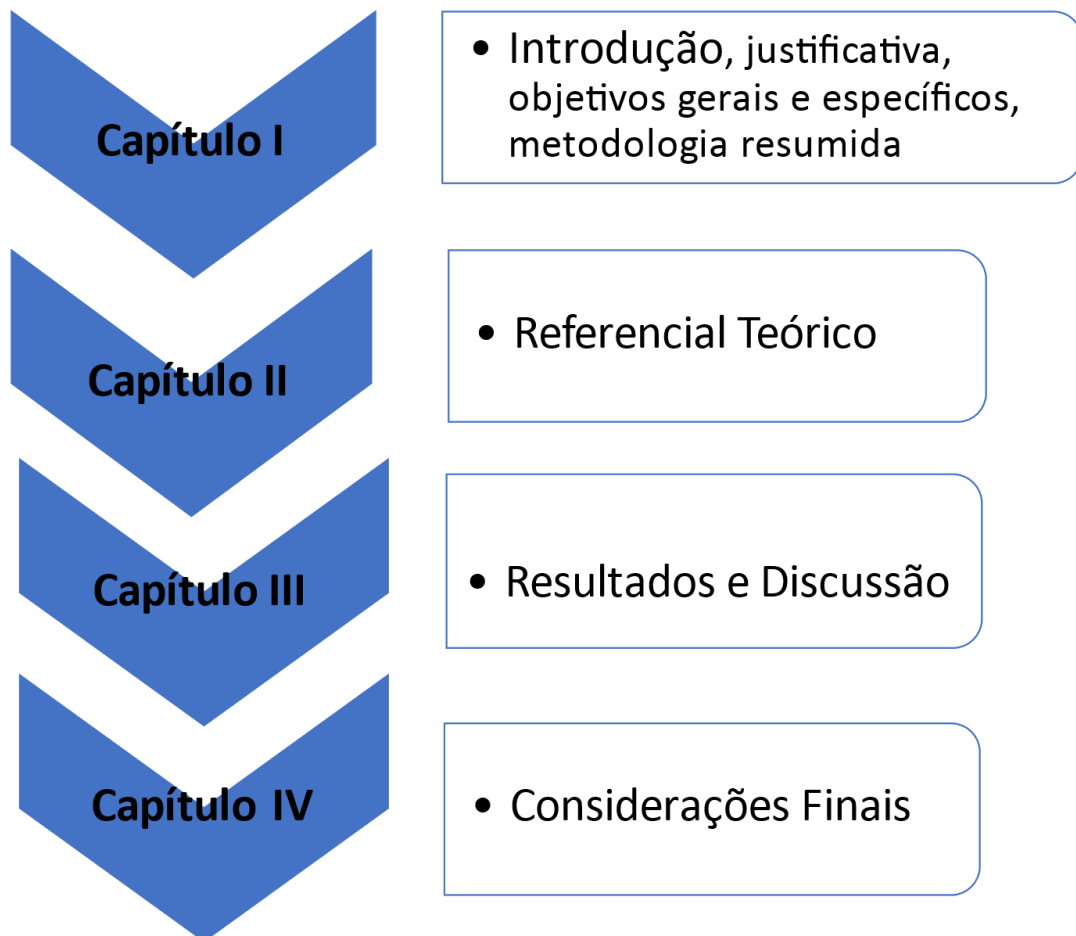 Capítulo I
• Introdução, justificativa,
objetivos gerais e específicos,
metodologia resumida
Capítulo II
• Referencial Teórico
Capítulo III
• Resultados e Discussão
Capítulo IV
• Considerações Finais